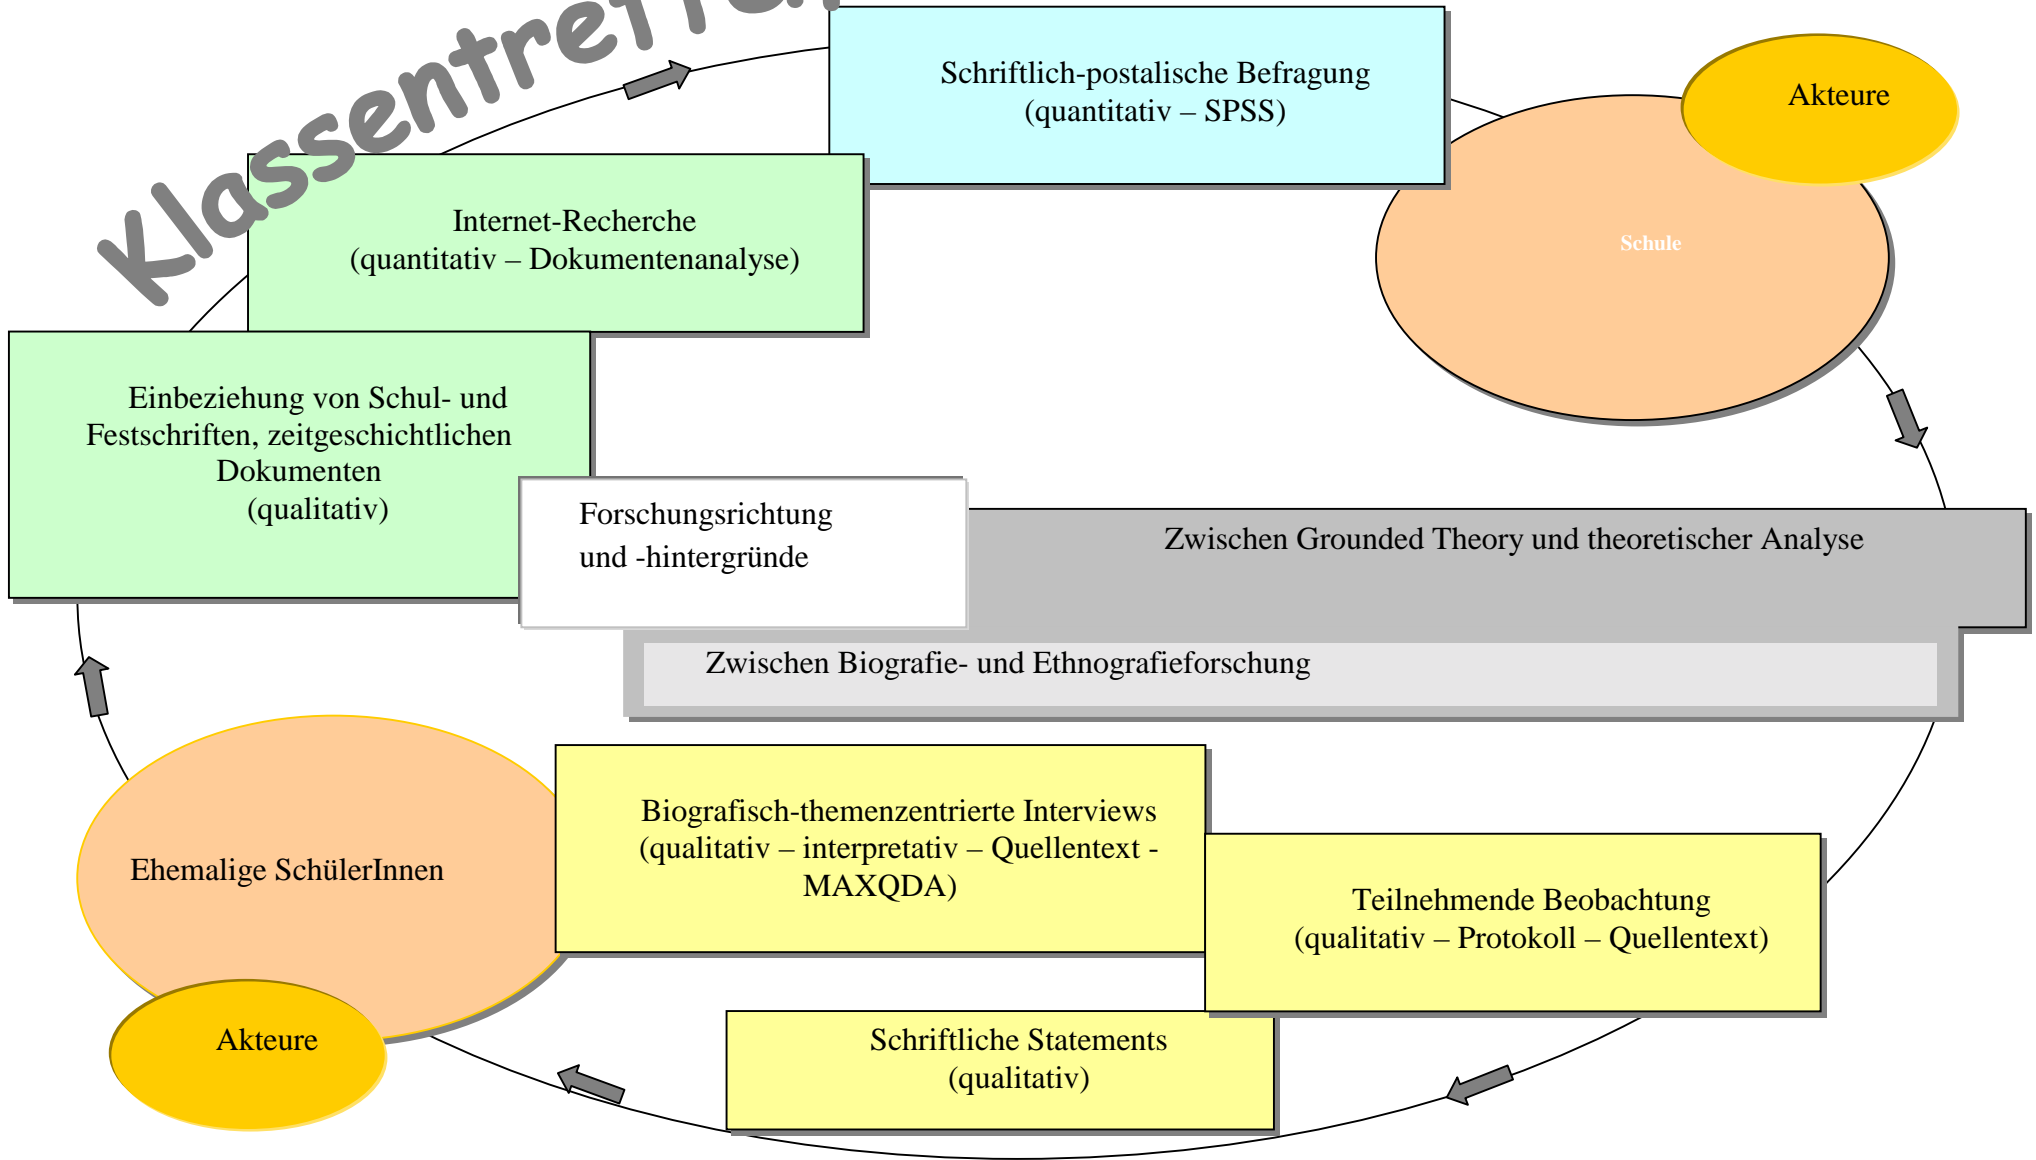 Klassentreffen
Schriftlich-postalische Befragung
(quantitativ – SPSS)
Akteure
Internet-Recherche
(quantitativ – Dokumentenanalyse)
Schule
Einbeziehung von Schul- und
Festschriften, zeitgeschichtlichen
Dokumenten
(qualitativ)
Forschungsrichtung
und -hintergründe
Zwischen Grounded Theory und theoretischer Analyse
Zwischen Biografie- und Ethnografieforschung
Biografisch-themenzentrierte Interviews
(qualitativ – interpretativ – Quellentext -
MAXQDA)
Ehemalige SchülerInnen
Teilnehmende Beobachtung
(qualitativ – Protokoll – Quellentext)
Akteure
Schriftliche Statements
(qualitativ)